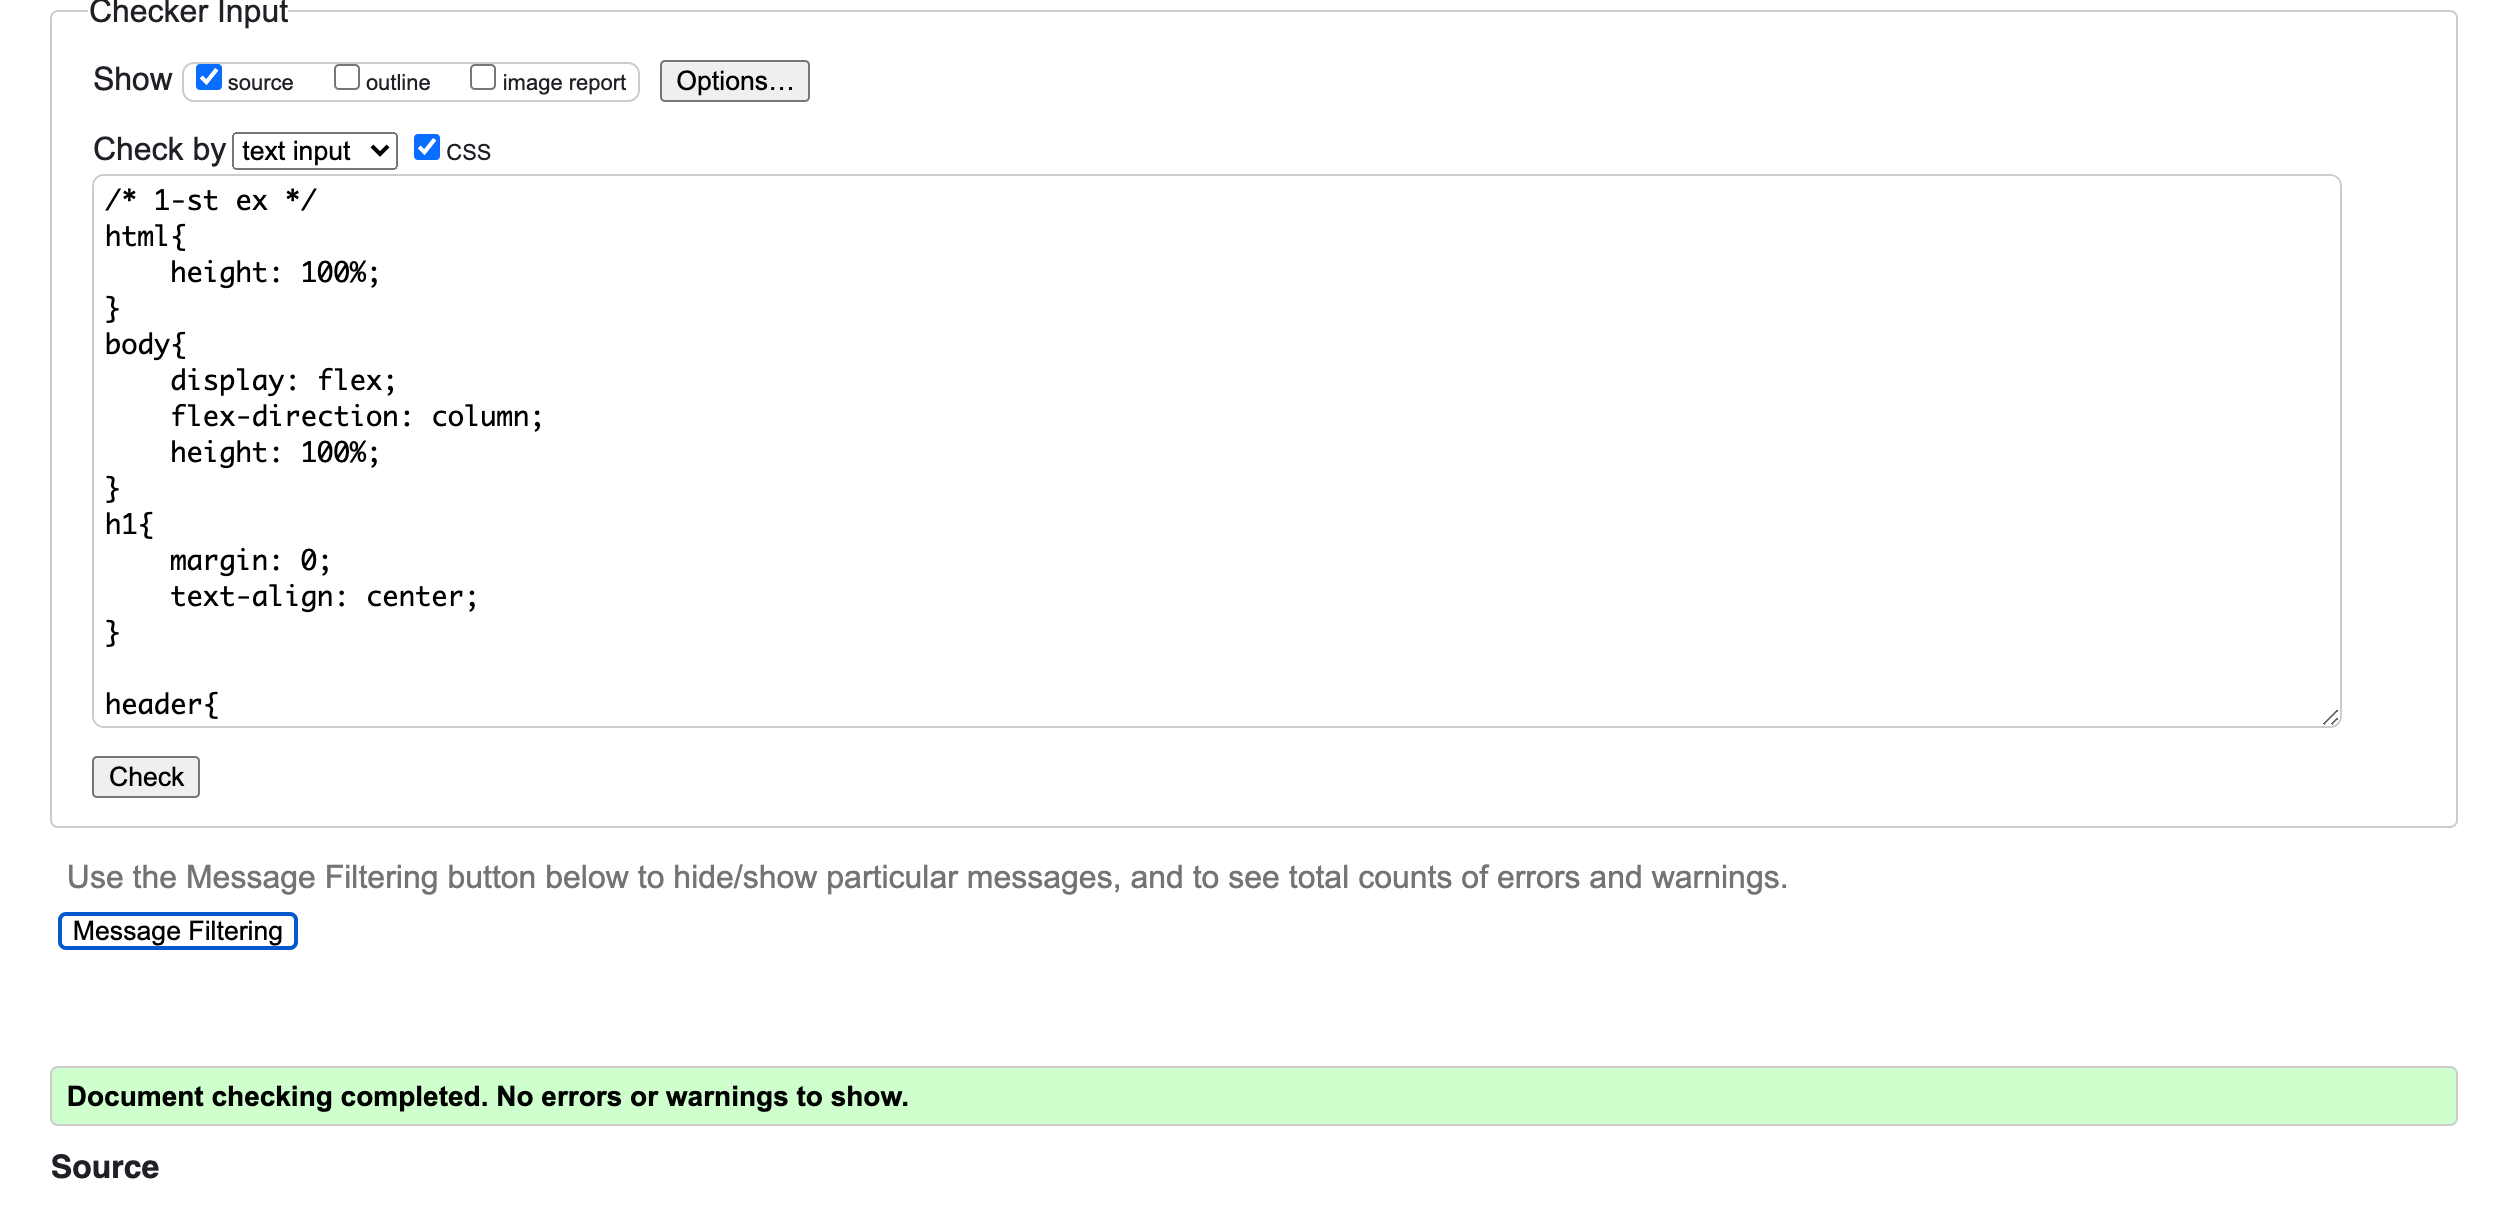 Checker Input
Show source outline image report Options...
Check by text input css
/* 1-st ex */
html{
    height: 100%;
}
body{
    display: flex;
    flex-direction: column;
    height: 100%;
}
h1{
    margin: 0;
    text-align: center;
}
header{
Check
Use the Message Filtering button below to hide/show particular messages, and to see total counts of errors and warnings.
Message Filtering
Document checking completed. No errors or warnings to show.
Source